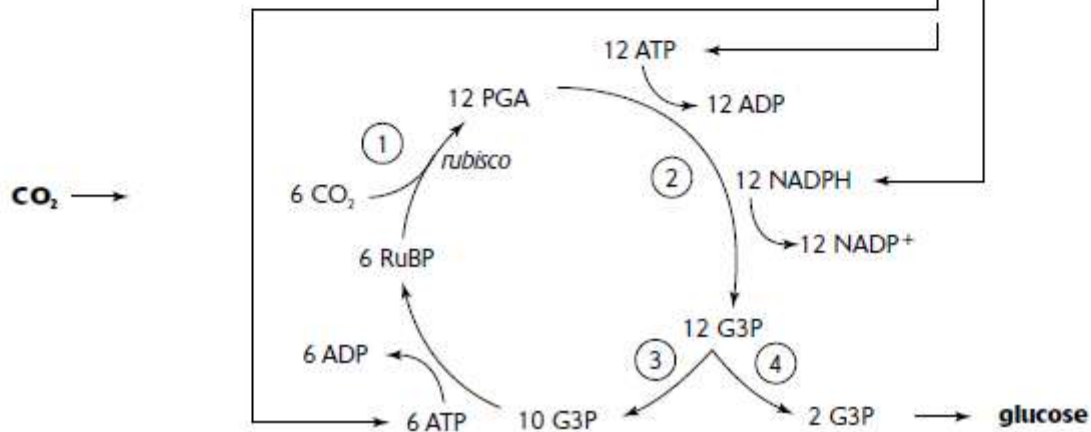 12 ATP
12 ADP
12 PGA
1
rubisco
2
12 NADPH
CO₂
6 CO₂
12 NADP⁺
6 RuBP
12 G3P
6 ADP
3
4
6 ATP
10 G3P
2 G3P
glucose